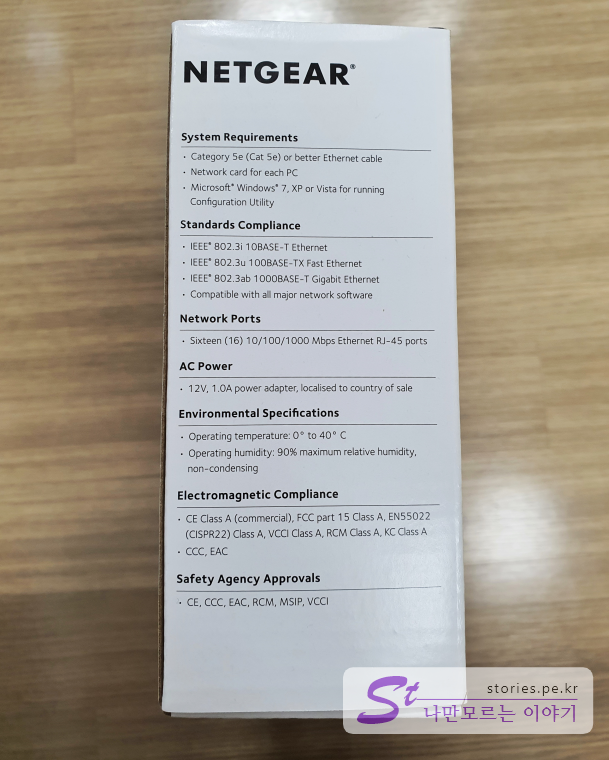 NETGEAR®
System Requirements
· Category 5e (Cat 5e) or better Ethernet cable
· Network card for each PC
· Microsoft® Windows® 7, XP or Vista for running
Configuration Utility
Standards Compliance
· IEEE® 802.3i 10BASE-T Ethernet
· IEEE® 802.3u 100BASE-TX Fast Ethernet
· IEEE® 802.3ab 1000BASE-T Gigabit Ethernet
· Compatible with all major network software
Network Ports
· Sixteen (16) 10/100/1000 Mbps Ethernet RJ-45 ports
AC Power
· 12V, 1.0A power adapter, localised to country of sale
Environmental Specifications
· Operating temperature: 0° to 40° C
· Operating humidity: 90% maximum relative humidity,
non-condensing
Electromagnetic Compliance
· CE Class A (commercial), FCC part 15 Class A, EN55022
(CISPR22) Class A, VCCI Class A, RCM Class A, KC Class A
· CCC, EAC
Safety Agency Approvals
· CE, CCC, EAC, RCM, MSIP, VCCI
St
stories.pe.kr
나만모르는 이야기